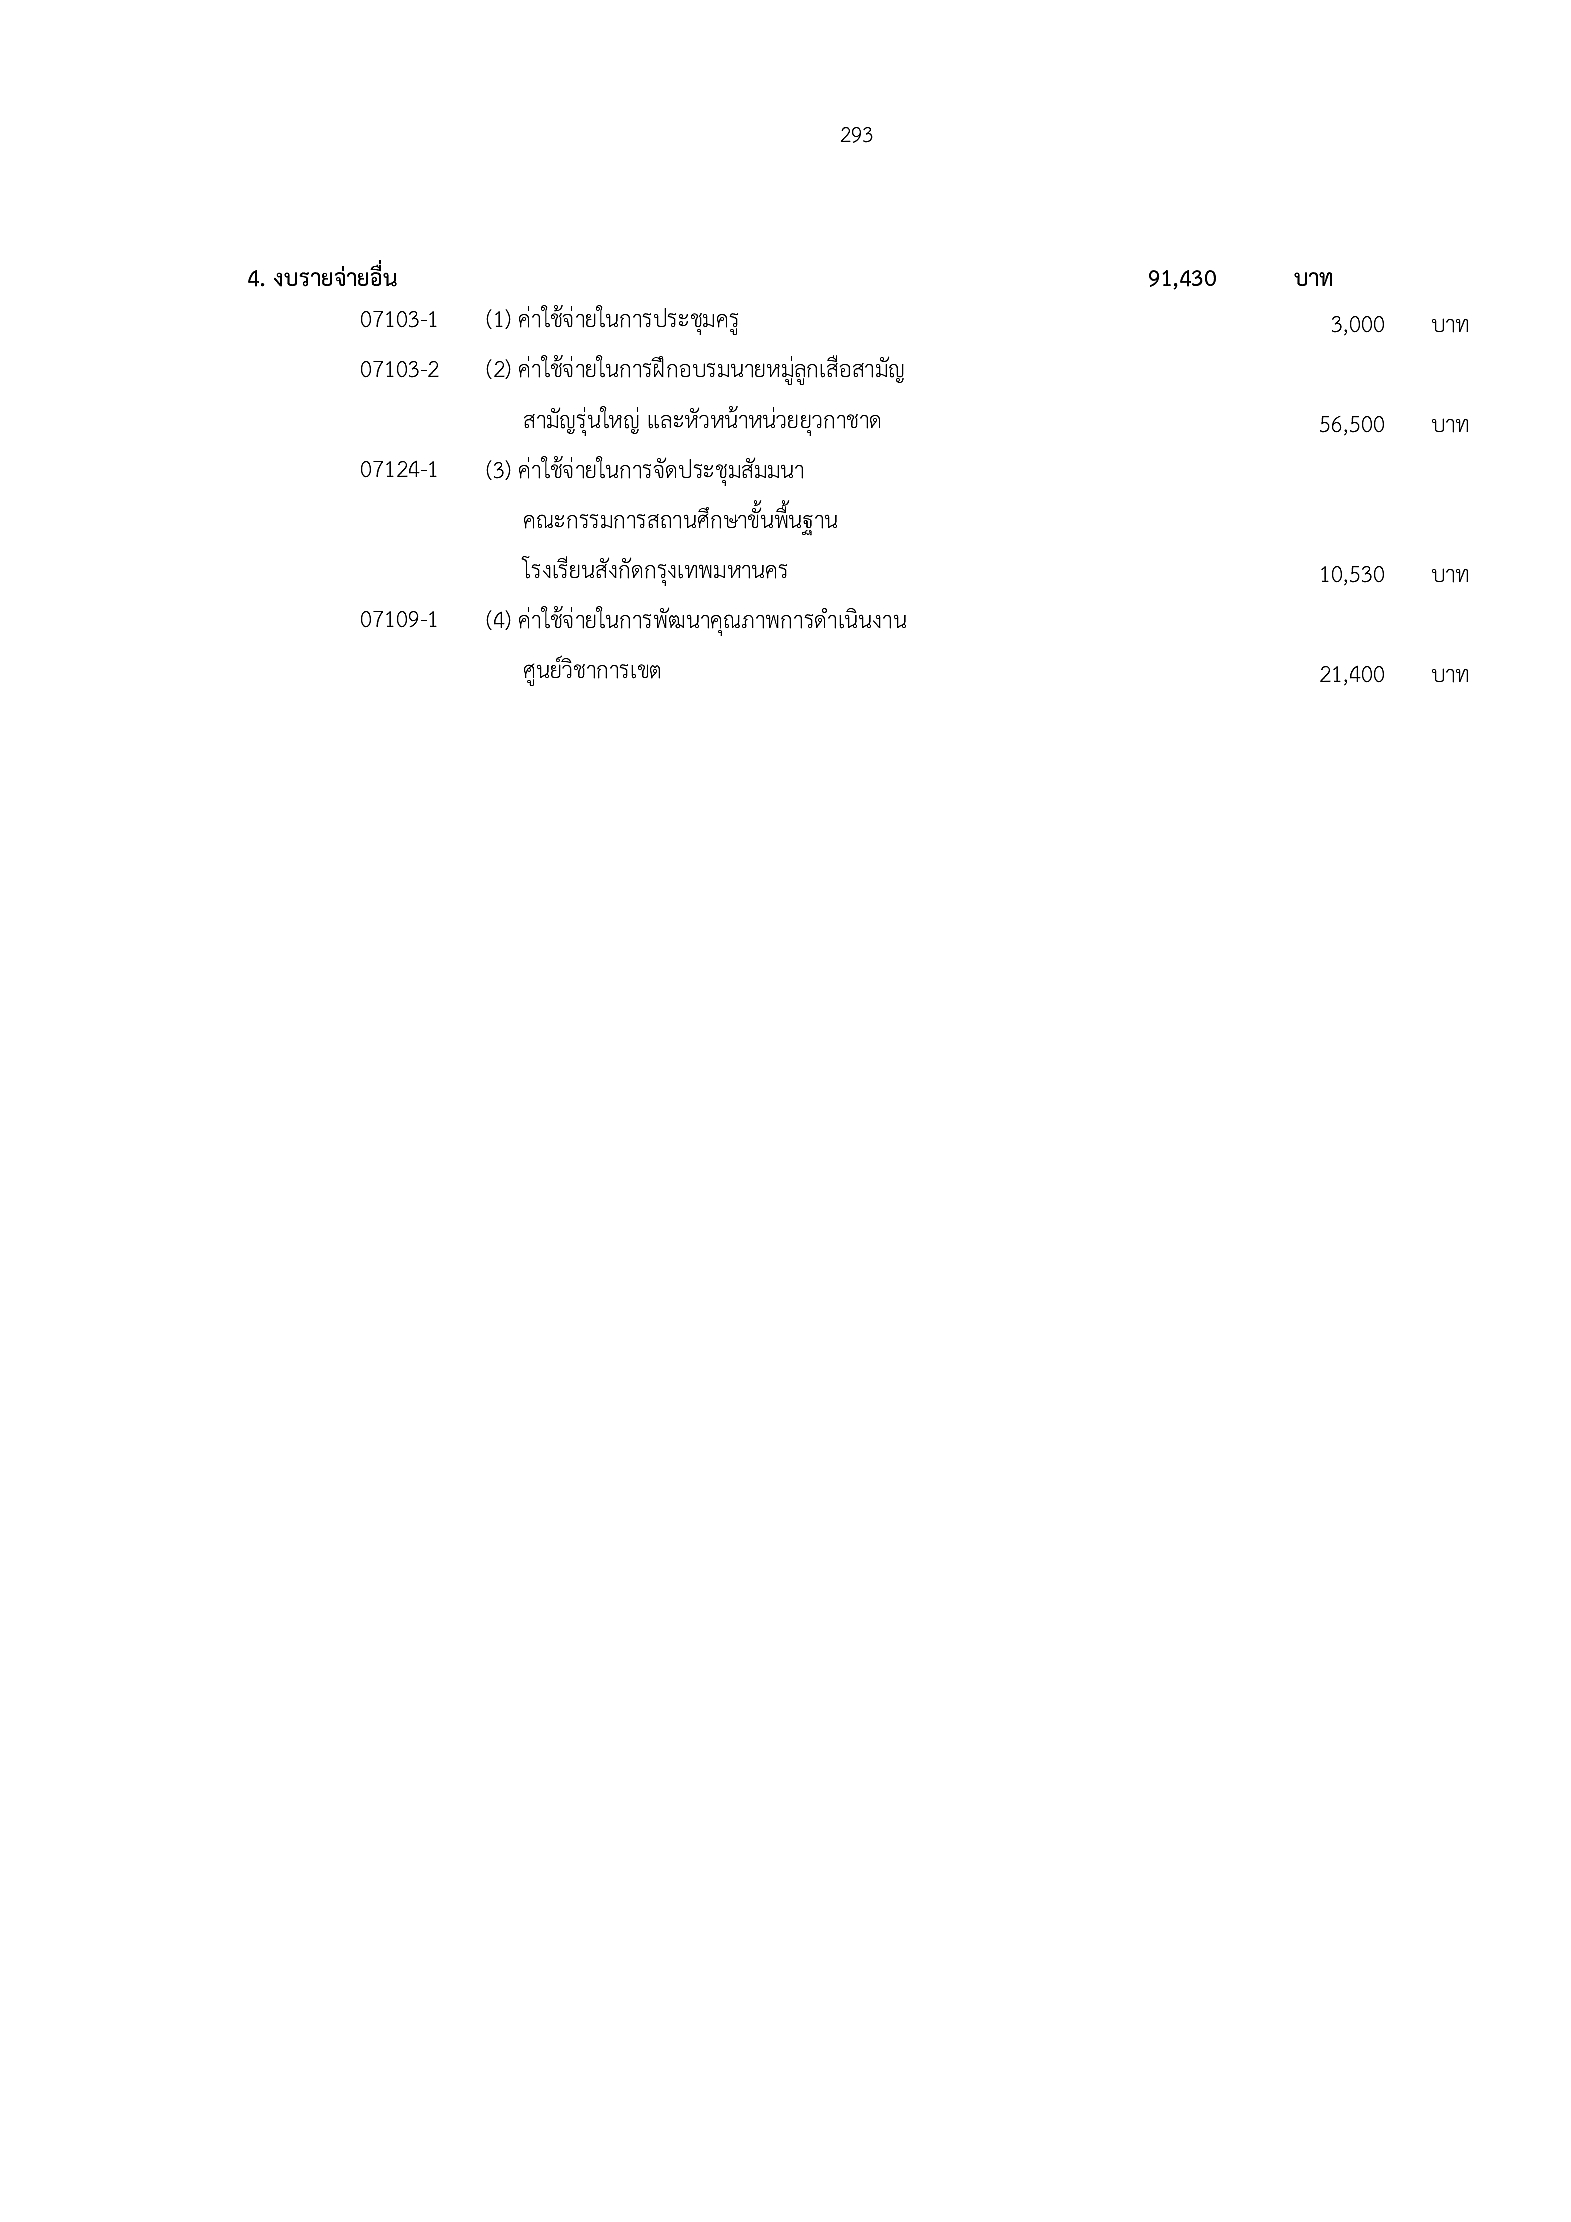 293
4. งบรายจ่ายอื่น 91,430 บาท
07103-1 (1) ค่าใช้จ่ายในการประชุมครู 3,000 บาท
07103-2 (2) ค่าใช้จ่ายในการฝึกอบรมนายหมู่ลูกเสือสามัญ
สามัญรุ่นใหญ่ และหัวหน้าหน่วยยุวกาชาด 56,500 บาท
07124-1 (3) ค่าใช้จ่ายในการจัดประชุมสัมมนา
คณะกรรมการสถานศึกษาขั้นพื้นฐาน
โรงเรียนสังกัดกรุงเทพมหานคร 10,530 บาท
07109-1 (4) ค่าใช้จ่ายในการพัฒนาคุณภาพการดำเนินงาน
ศูนย์วิชาการเขต 21,400 บาท